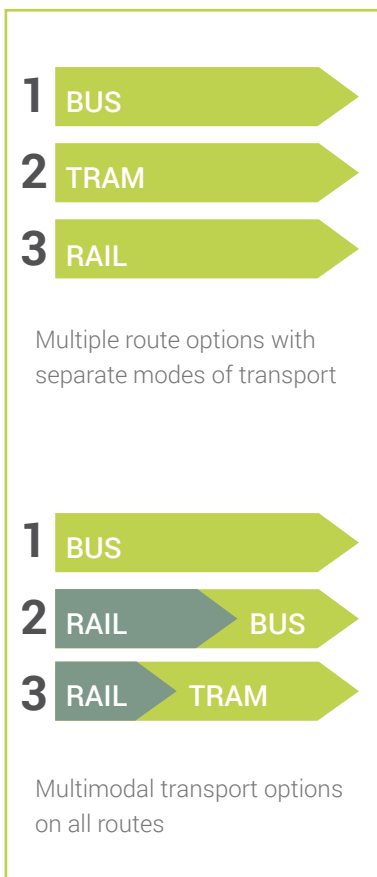 1 BUS
2 TRAM
3 RAIL
Multiple route options with
separate modes of transport
1 BUS
2 RAIL BUS
3 RAIL TRAM
Multimodal transport options
on all routes